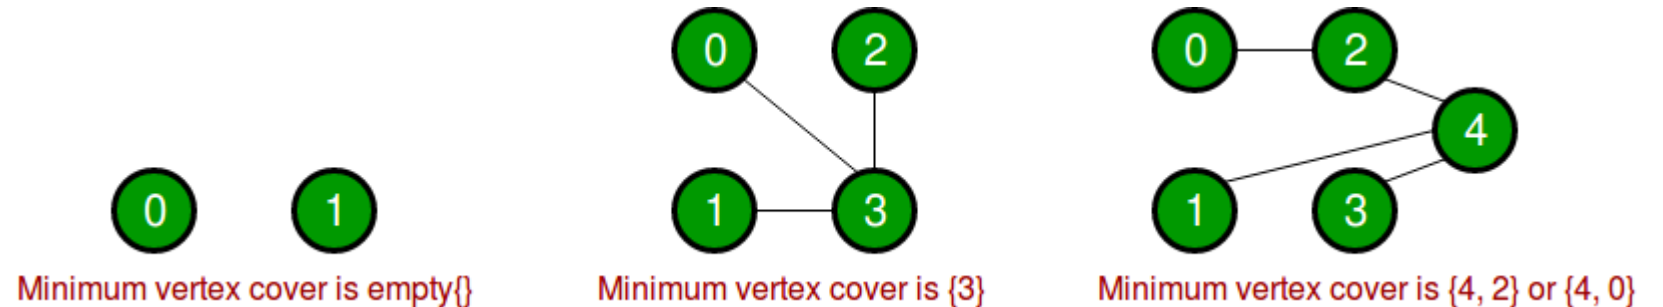 0 1
Minimum vertex cover is empty{}
0 2
1 3
Minimum vertex cover is {3}
0 2
4
1 3
Minimum vertex cover is {4, 2} or {4, 0}